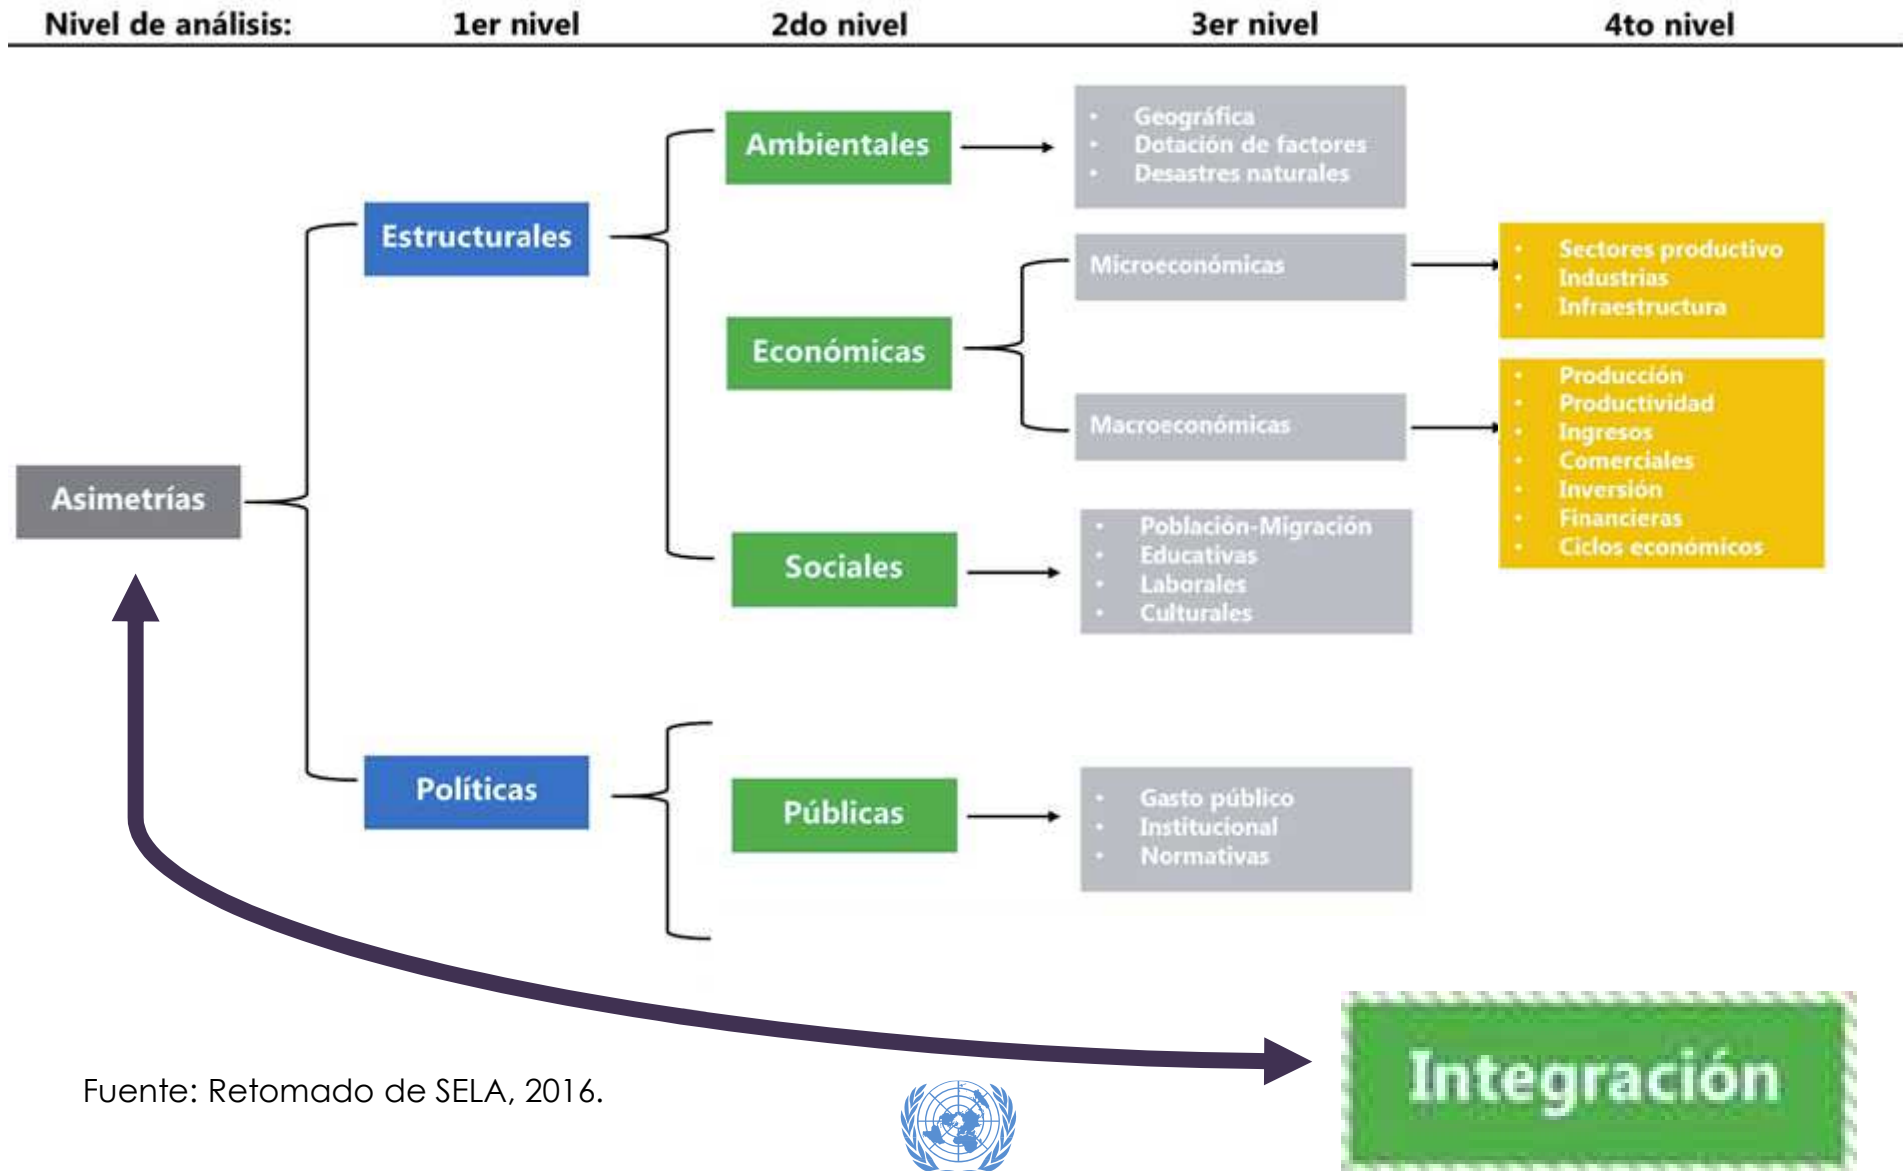 Nivel de análisis: 1er nivel 2do nivel 3er nivel 4to nivel
Asimetrías
Estructurales
Políticas
Ambientales
Económicas
Sociales
Públicas
• Geográfica
• Dotación de factores
• Desastres naturales
Microeconómicas
Macroeconómicas
• Población-Migración
• Educativas
• Laborales
• Culturales
• Gasto público
• Institucional
• Normativas
• Sectores productivo
• Industrias
• Infraestructura
• Producción
• Productividad
• Ingresos
• Comerciales
• Inversión
• Financieras
• Ciclos económicos
Integración
Fuente: Retomado de SELA, 2016.